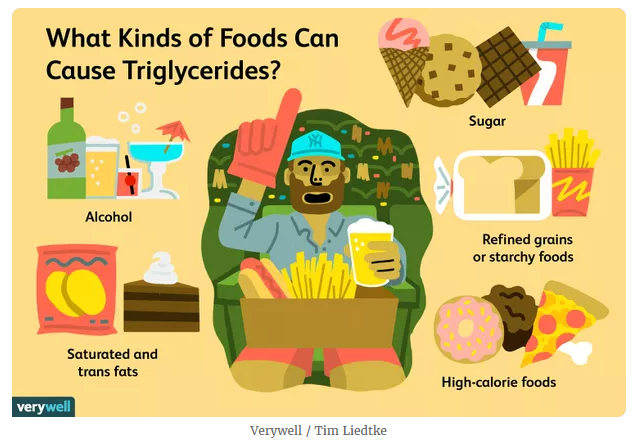 What Kinds of Foods Can
Cause Triglycerides?
Sugar
Alcohol
Refined grains
or starchy foods
Saturated and
trans fats
High-calorie foods
verywell
Verywell / Tim Leidtke